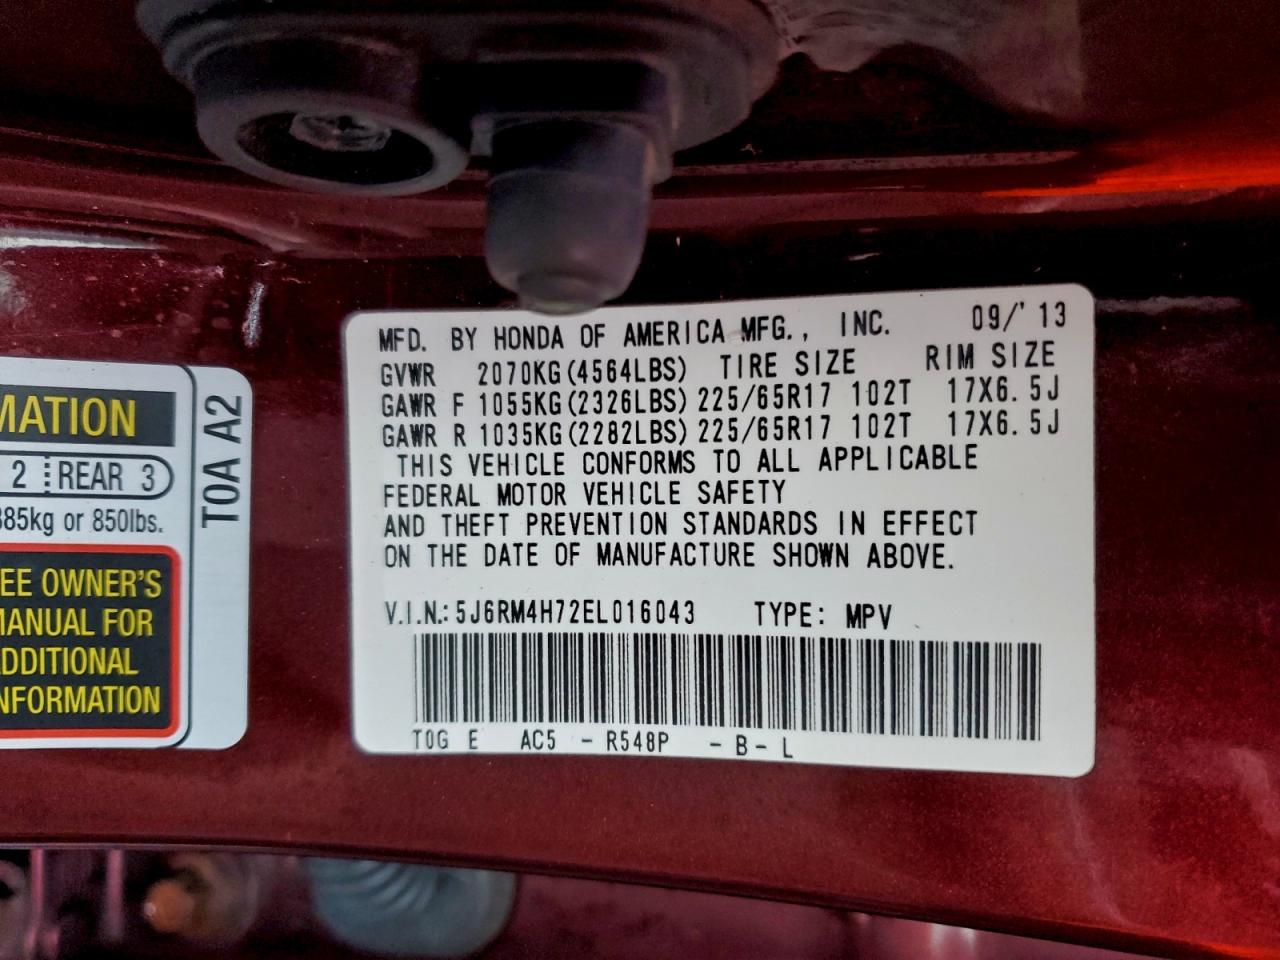 MATION
2 REAR 3
385kg or 850lbs.
EE OWNER'S
MANUAL FOR
ADDITIONAL
INFORMATION
T0A A2
MFD. BY HONDA OF AMERICA MFG., INC. 09/'13
GVWR 2070KG(4564LBS) TIRE SIZE RIM SIZE
GAWR F 1055KG(2326LBS) 225/65R17 102T 17X6.5J
GAWR R 1035KG(2282LBS) 225/65R17 102T 17X6.5J
THIS VEHICLE CONFORMS TO ALL APPLICABLE
FEDERAL MOTOR VEHICLE SAFETY
AND THEFT PREVENTION STANDARDS IN EFFECT
ON THE DATE OF MANUFACTURE SHOWN ABOVE.
V.I.N.: 5J6RM4H72EL016043 TYPE: MPV
T0G E AC5 - R548P - B - L